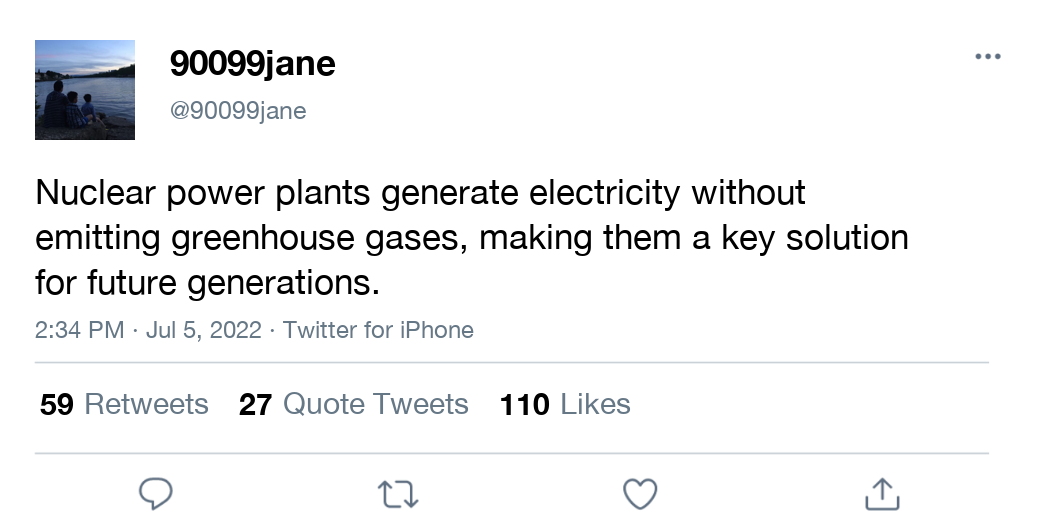 90099jane
@90099jane
Nuclear power plants generate electricity without
emitting greenhouse gases, making them a key solution
for future generations.
2:34 PM · Jul 5, 2022 · Twitter for iPhone
59 Retweets 27 Quote Tweets 110 Likes